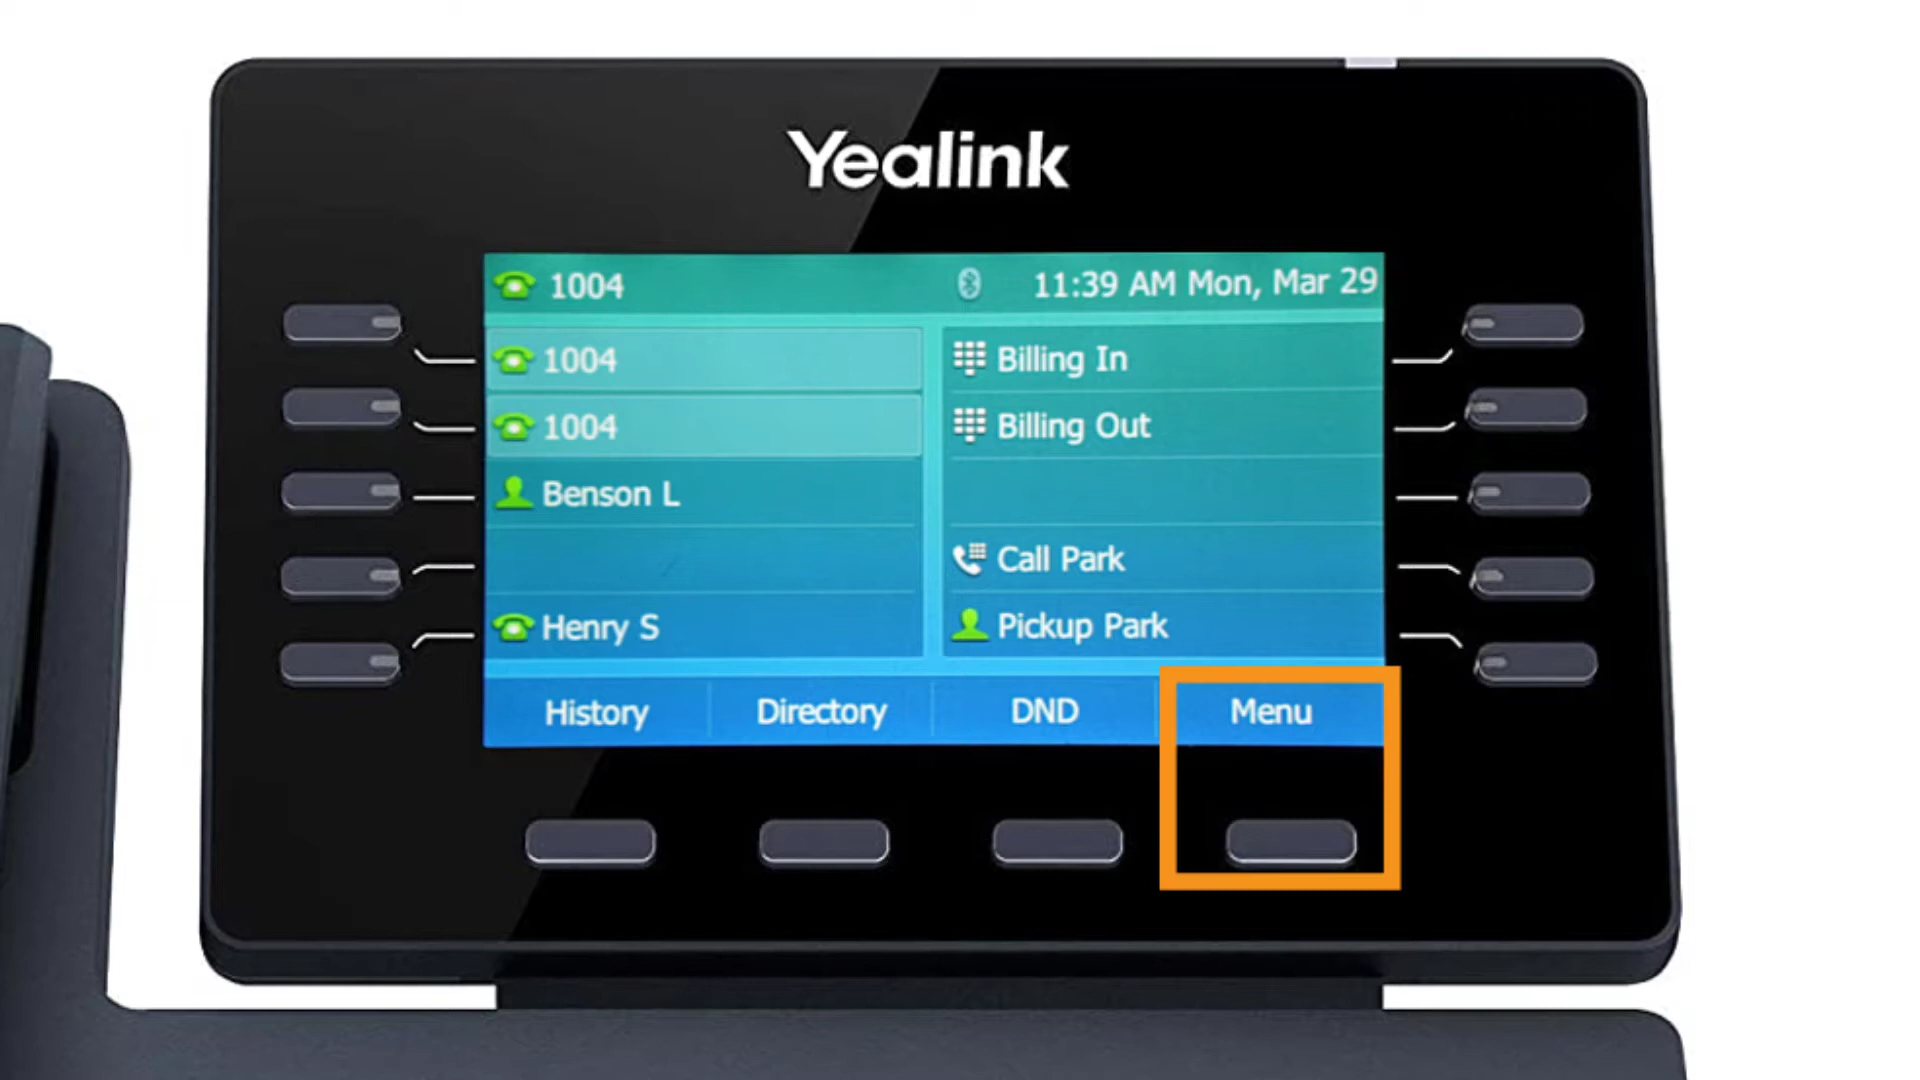 Yealink
1004
11:39 AM Mon, Mar 29
1004
Billing In
1004
Billing Out
Benson L
Call Park
Henry S
Pickup Park
History
Directory
DND
Menu